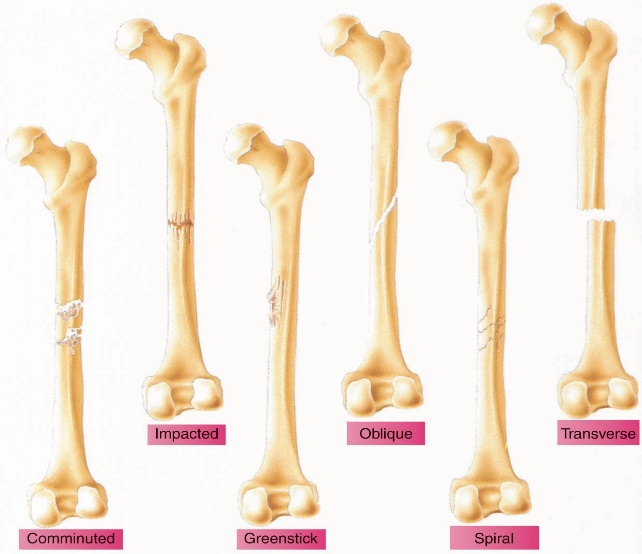 Impacted
Oblique
Transverse
Comminuted
Greenstick
Spiral